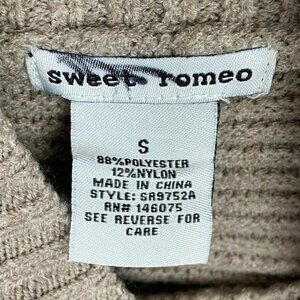 sweet romeo
S
88%POLYESTER
12%NYLON
MADE IN CHINA
STYLE: SR9752A
RN# 146075
SEE REVERSE FOR
CARE